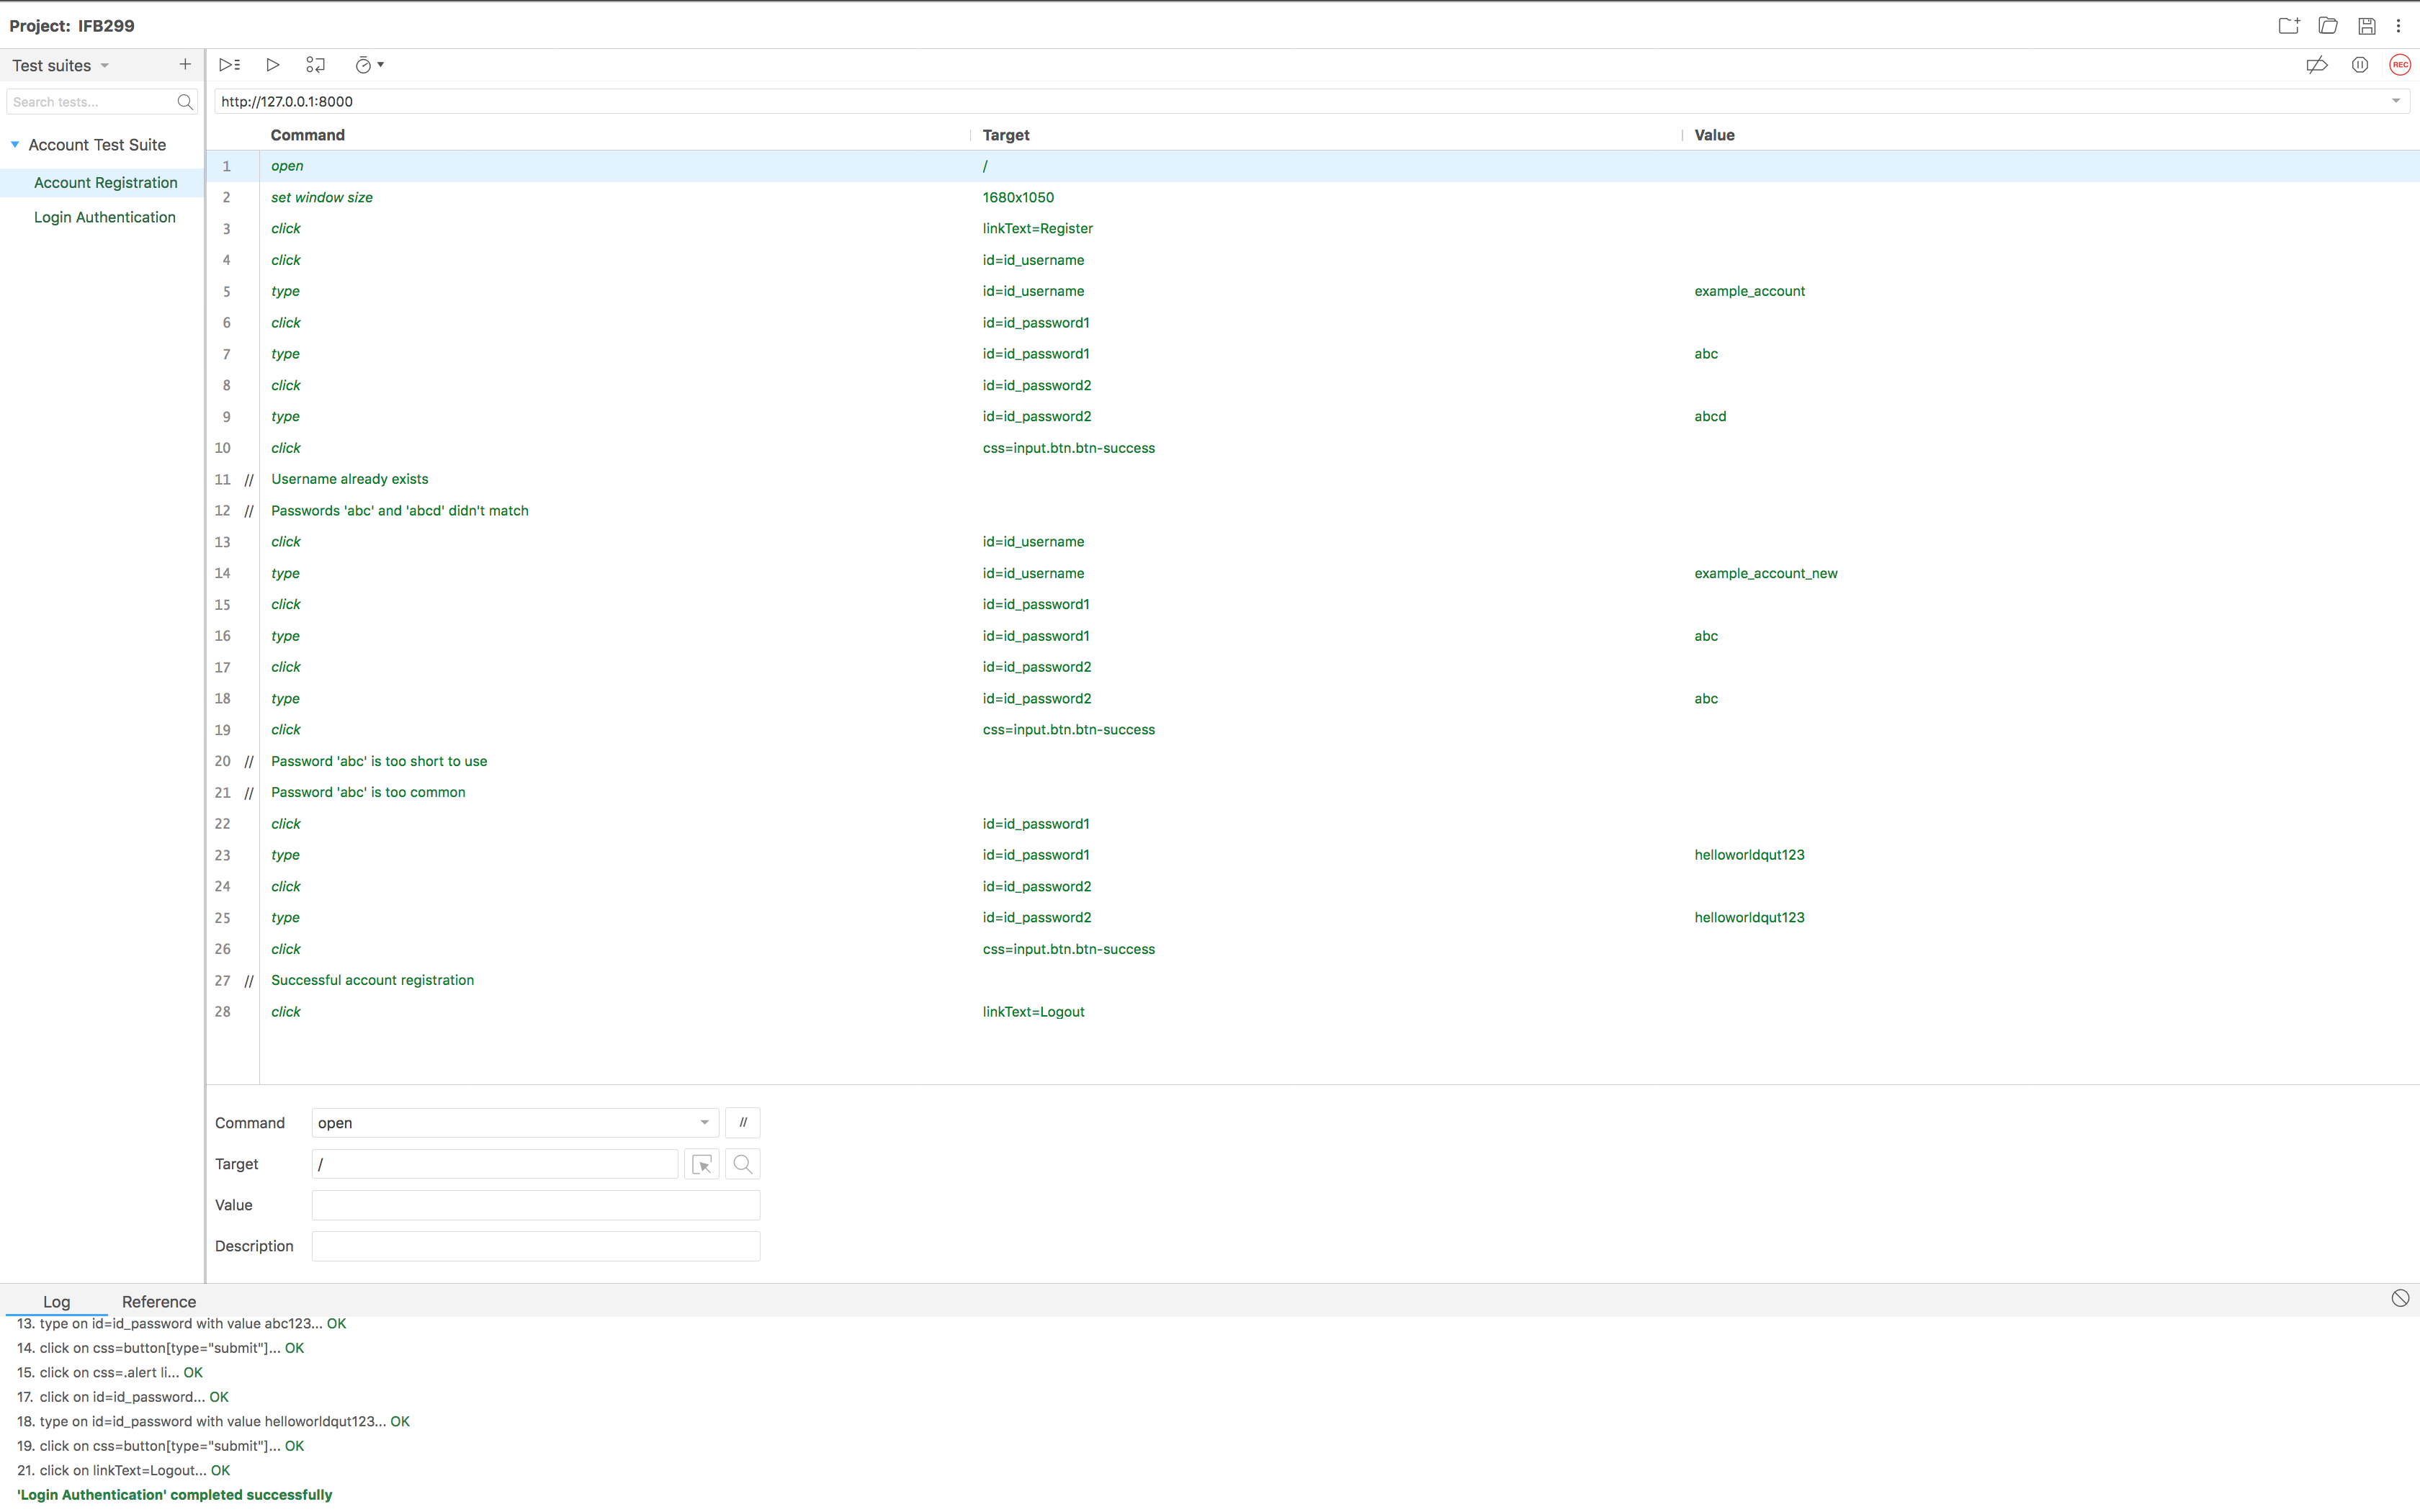 Project: IFB299
Test suites
Search tests...
Account Test Suite
Account Registration
Login Authentication
REC
http://127.0.0.1:8000
Command Target Value
1 open /
2 set window size 1680x1050
3 click linkText=Register
4 click id=id_username
5 type id=id_username example_account
6 click id=id_password1
7 type id=id_password1 abc
8 click id=id_password2
9 type id=id_password2 abcd
10 click css=input.btn.btn-success
11 // Username already exists
12 // Passwords 'abc' and 'abcd' didn't match
13 click id=id_username
14 type id=id_username example_account_new
15 click id=id_password1
16 type id=id_password1 abc
17 click id=id_password2
18 type id=id_password2 abc
19 click css=input.btn.btn-success
20 // Password 'abc' is too short to use
21 // Password 'abc' is too common
22 click id=id_password1
23 type id=id_password1 helloworldqut123
24 click id=id_password2
25 type id=id_password2 helloworldqut123
26 click css=input.btn.btn-success
27 // Successful account registration
28 click linkText=Logout
Command open //
Target /
Value
Description
Log Reference
13. type on id=id_password with value abc123... OK
14. click on css=button[type="submit"]... OK
15. click on css=.alert li... OK
17. click on id=id_password... OK
18. type on id=id_password with value helloworldqut123... OK
19. click on css=button[type="submit"]... OK
21. click on linkText=Logout... OK
'Login Authentication' completed successfully